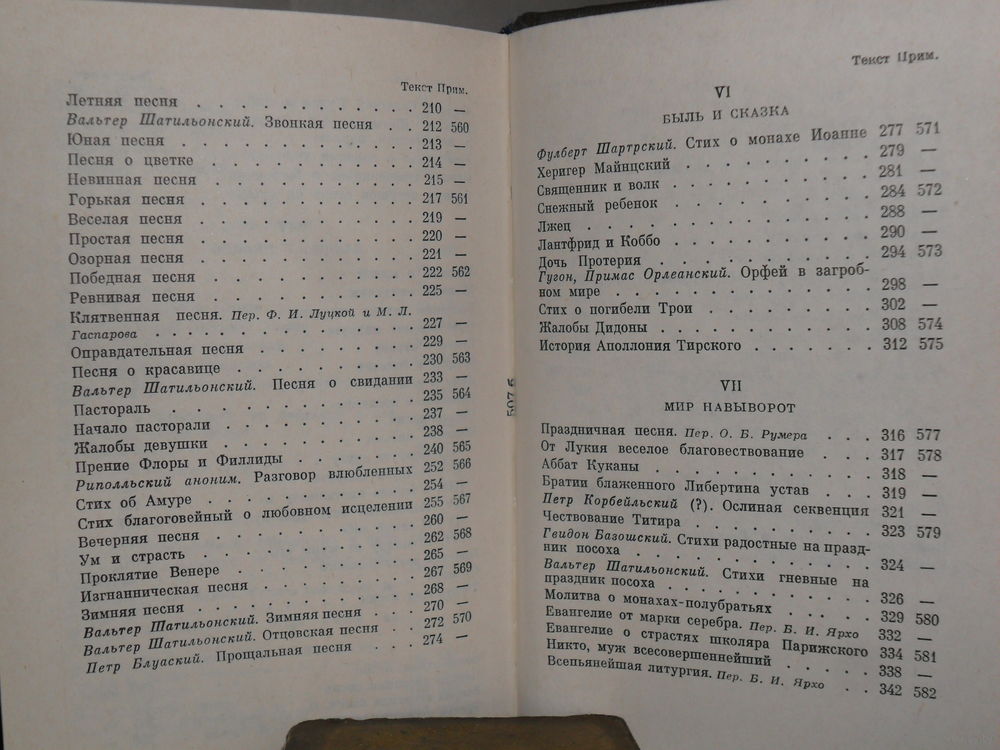 Текст Прим.
Летняя песня . . . . . . . . . . . 210 —
Вальтер Шатильонский. Звонкая песня . . 212 560
Юная песня . . . . . . . . . . . . 213 —
Песня о цветке . . . . . . . . . . 214 —
Невинная песня . . . . . . . . . . 215 —
Горькая песня . . . . . . . . . . . 217 561
Веселая песня . . . . . . . . . . . 219 —
Простая песня . . . . . . . . . . . 220 —
Озорная песня . . . . . . . . . . . 221 —
Победная песня . . . . . . . . . . 222 562
Ревнивая песня . . . . . . . . . . 225 —
Клятвенная песня. Пер. Ф. И. Луцкой и М. Л.
Гаспарова . . . . . . . . . . . . . 227 —
Оправдательная песня . . . . . . . 229 —
Песня о красавице . . . . . . . . . 230 563
Вальтер Шатильонский. Песня о свидании 233 —
Пастораль . . . . . . . . . . . . . 235 564
Начало пасторали . . . . . . . . . 237 —
Жалобы девушки . . . . . . . . . . 238 —
Прение Флоры и Филлиды . . . . . . 240 565
Риполльский аноним. Разговор влюбленных 252 566
Стих об Амуре . . . . . . . . . . . 254 —
Стих благоговейный о любовном исцелении 255 567
Вечерняя песня . . . . . . . . . . 260 —
Ум и страсть . . . . . . . . . . . 262 568
Проклятие Венере . . . . . . . . . 265 —
Изгнанническая песня . . . . . . . 267 569
Зимняя песня . . . . . . . . . . . 268 —
Вальтер Шатильонский. Зимняя песня . . . 270 —
Вальтер Шатильонский. Отцовская песня . . 272 570
Петр Блуаский. Прощальная песня . . . 274 —
Текст Прим.
VI
БЫЛЬ И СКАЗКА
Фулберт Шартрский. Стих о монахе Иоанне 277 571
Херигер Майнцский . . . . . . . . . 279 —
Священник и волк . . . . . . . . . 281 —
Снежный ребенок . . . . . . . . . . 284 572
Лжец . . . . . . . . . . . . . . . 288 —
Лантфрид и Коббо . . . . . . . . . 290 —
Дочь Протерия . . . . . . . . . . . 294 573
Гугон, Примас Орлеанский. Орфей в загроб-
ном мире . . . . . . . . . . . . . 298 —
Стих о погибели Трои . . . . . . . 302 —
Жалобы Дидоны . . . . . . . . . . . 308 574
История Аполлония Тирского . . . . . . . 312 575
VII
МИР НАВЫВОРОТ
Праздничная песня. Пер. О. Б. Румера . . . 316 577
От Лукия веселое благовествование . . . 317 578
Аббат Куканы . . . . . . . . . . . 318 —
Братии блаженного Либертина устав . . . 319 —
Петр Корбейльский (?). Ослиная секвенция 321 —
Чествование Титира . . . . . . . . 323 579
Гвидон Базошский. Стихи радостные на празд-
ник посоха . . . . . . . . . . . . 324 —
Вальтер Шатильонский. Стихи гневные на
праздник посоха . . . . . . . . . . 326 —
Молитва о монахах-полубратьях . . . . . 329 580
Евангелие от марки серебра. Пер. Б. И. Ярхо 332 —
Евангелие о страстях школяра Парижского 334 581
Никто, муж всесовершеннейший . . . . . 338 —
Всепьянейшая литургия. Пер. Б. И. Ярхо . . 342 582